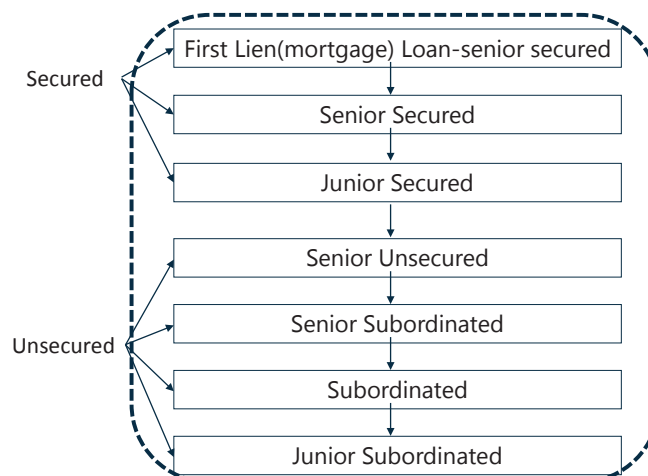 First Lien(mortgage) Loan-senior secured
Secured
Senior Secured
Junior Secured
Senior Unsecured
Senior Subordinated
Unsecured
Subordinated
Junior Subordinated